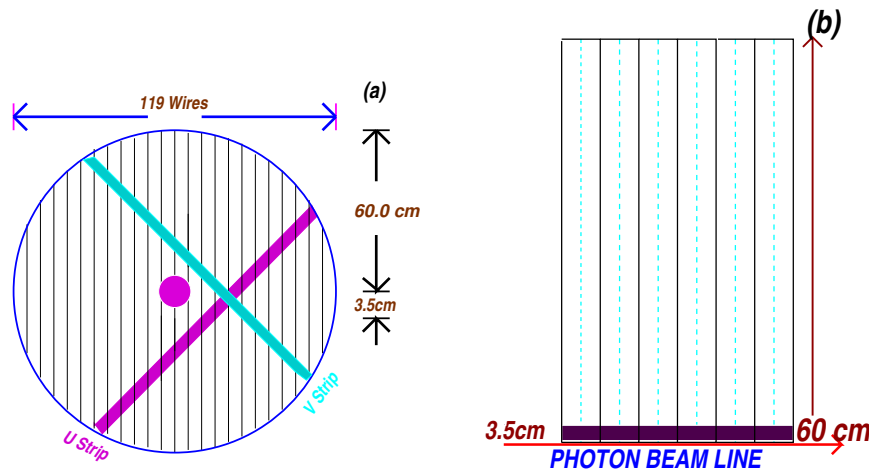 (a)
119 Wires
60.0 cm
3.5cm
U Strip
V Strip
(b)
3.5cm
60 cm
PHOTON BEAM LINE